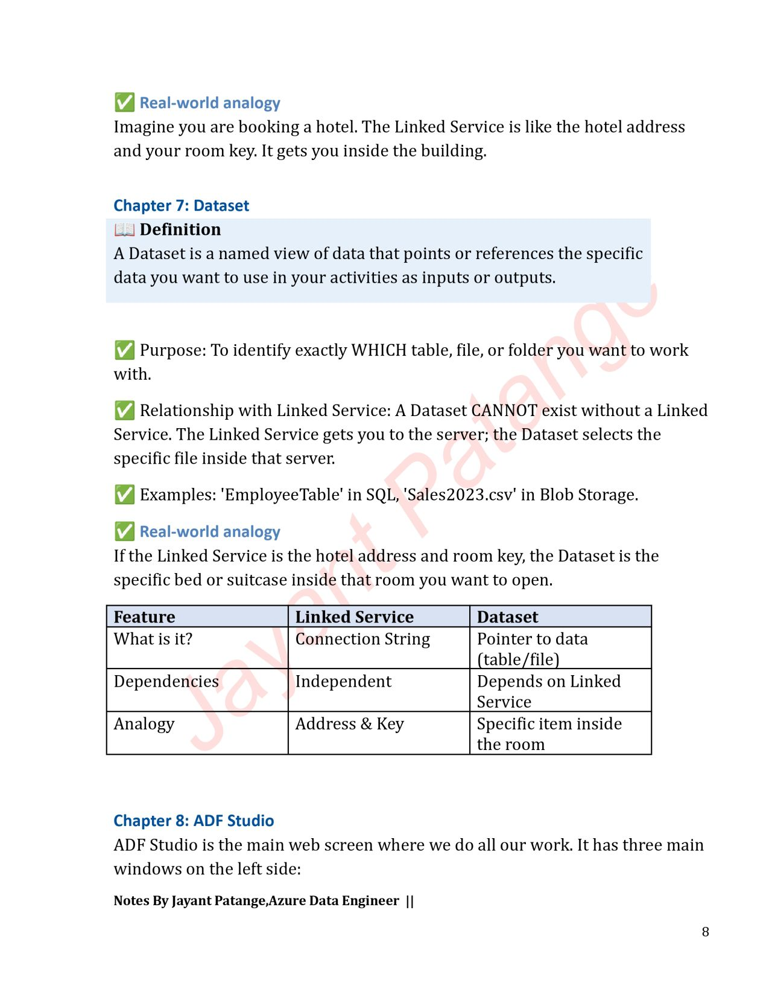 ✅ Real-world analogy
Imagine you are booking a hotel. The Linked Service is like the hotel address
and your room key. It gets you inside the building.
Chapter 7: Dataset
📖 Definition
A Dataset is a named view of data that points or references the specific
data you want to use in your activities as inputs or outputs.
✅ Purpose: To identify exactly WHICH table, file, or folder you want to work
with.
✅ Relationship with Linked Service: A Dataset CANNOT exist without a Linked
Service. The Linked Service gets you to the server; the Dataset selects the
specific file inside that server.
✅ Examples: 'EmployeeTable' in SQL, 'Sales2023.csv' in Blob Storage.
✅ Real-world analogy
If the Linked Service is the hotel address and room key, the Dataset is the
specific bed or suitcase inside that room you want to open.
Feature Linked Service Dataset
What is it? Connection String Pointer to data
(table/file)
Dependencies Independent Depends on Linked
Service
Analogy Address & Key Specific item inside
the room
Chapter 8: ADF Studio
ADF Studio is the main web screen where we do all our work. It has three main
windows on the left side:
Notes By Jayant Patange,Azure Data Engineer ||
8
Jayant Patange